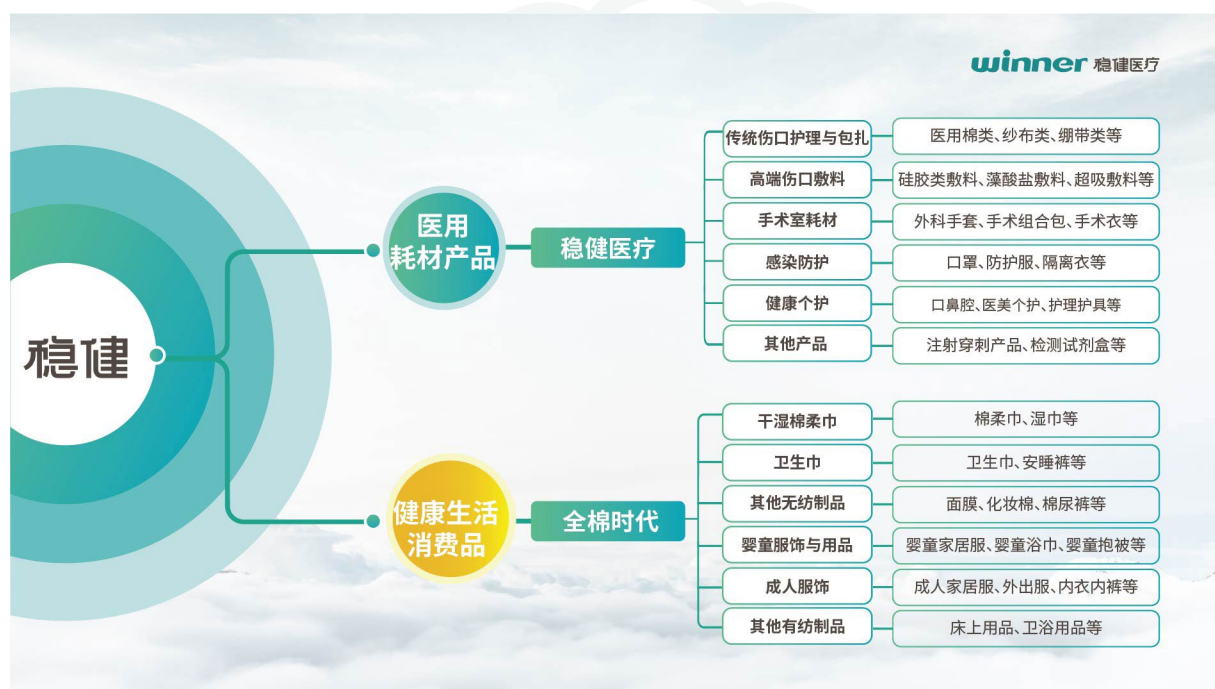 winner 稳健医疗
稳健
医用
耗材产品
稳健医疗
传统伤口护理与包扎
医用棉类、纱布类、绷带类等
高端伤口敷料
硅胶类敷料、藻酸盐敷料、超吸敷料等
手术室耗材
外科手套、手术组合包、手术衣等
感染防护
口罩、防护服、隔离衣等
健康个护
口鼻腔、医美个护、护理护具等
其他产品
注射穿刺产品、检测试剂盒等
健康生活
消费品
全棉时代
干湿棉柔巾
棉柔巾、湿巾等
卫生巾
卫生巾、安睡裤等
其他无纺制品
面膜、化妆棉、棉尿裤等
婴童服饰与用品
婴童家居服、婴童浴巾、婴童抱被等
成人服饰
成人家居服、外出服、内衣内裤等
其他有纺制品
床上用品、卫浴用品等